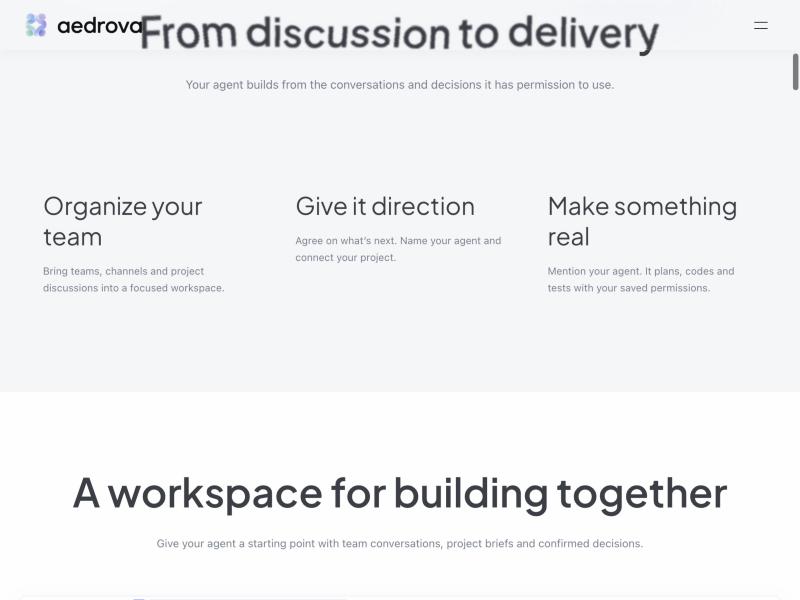 aedrova
From discussion to delivery
Your agent builds from the conversations and decisions it has permission to use.
Organize your
team
Bring teams, channels and project
discussions into a focused workspace.
Give it direction
Agree on what's next. Name your agent and
connect your project.
Make something
real
Mention your agent. It plans, codes and
tests with your saved permissions.
A workspace for building together
Give your agent a starting point with team conversations, project briefs and confirmed decisions.